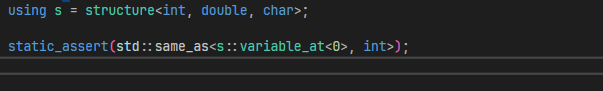 using s = structure<int, double, char>;
static_assert(std::same_as<s::variable_at<0>, int>);